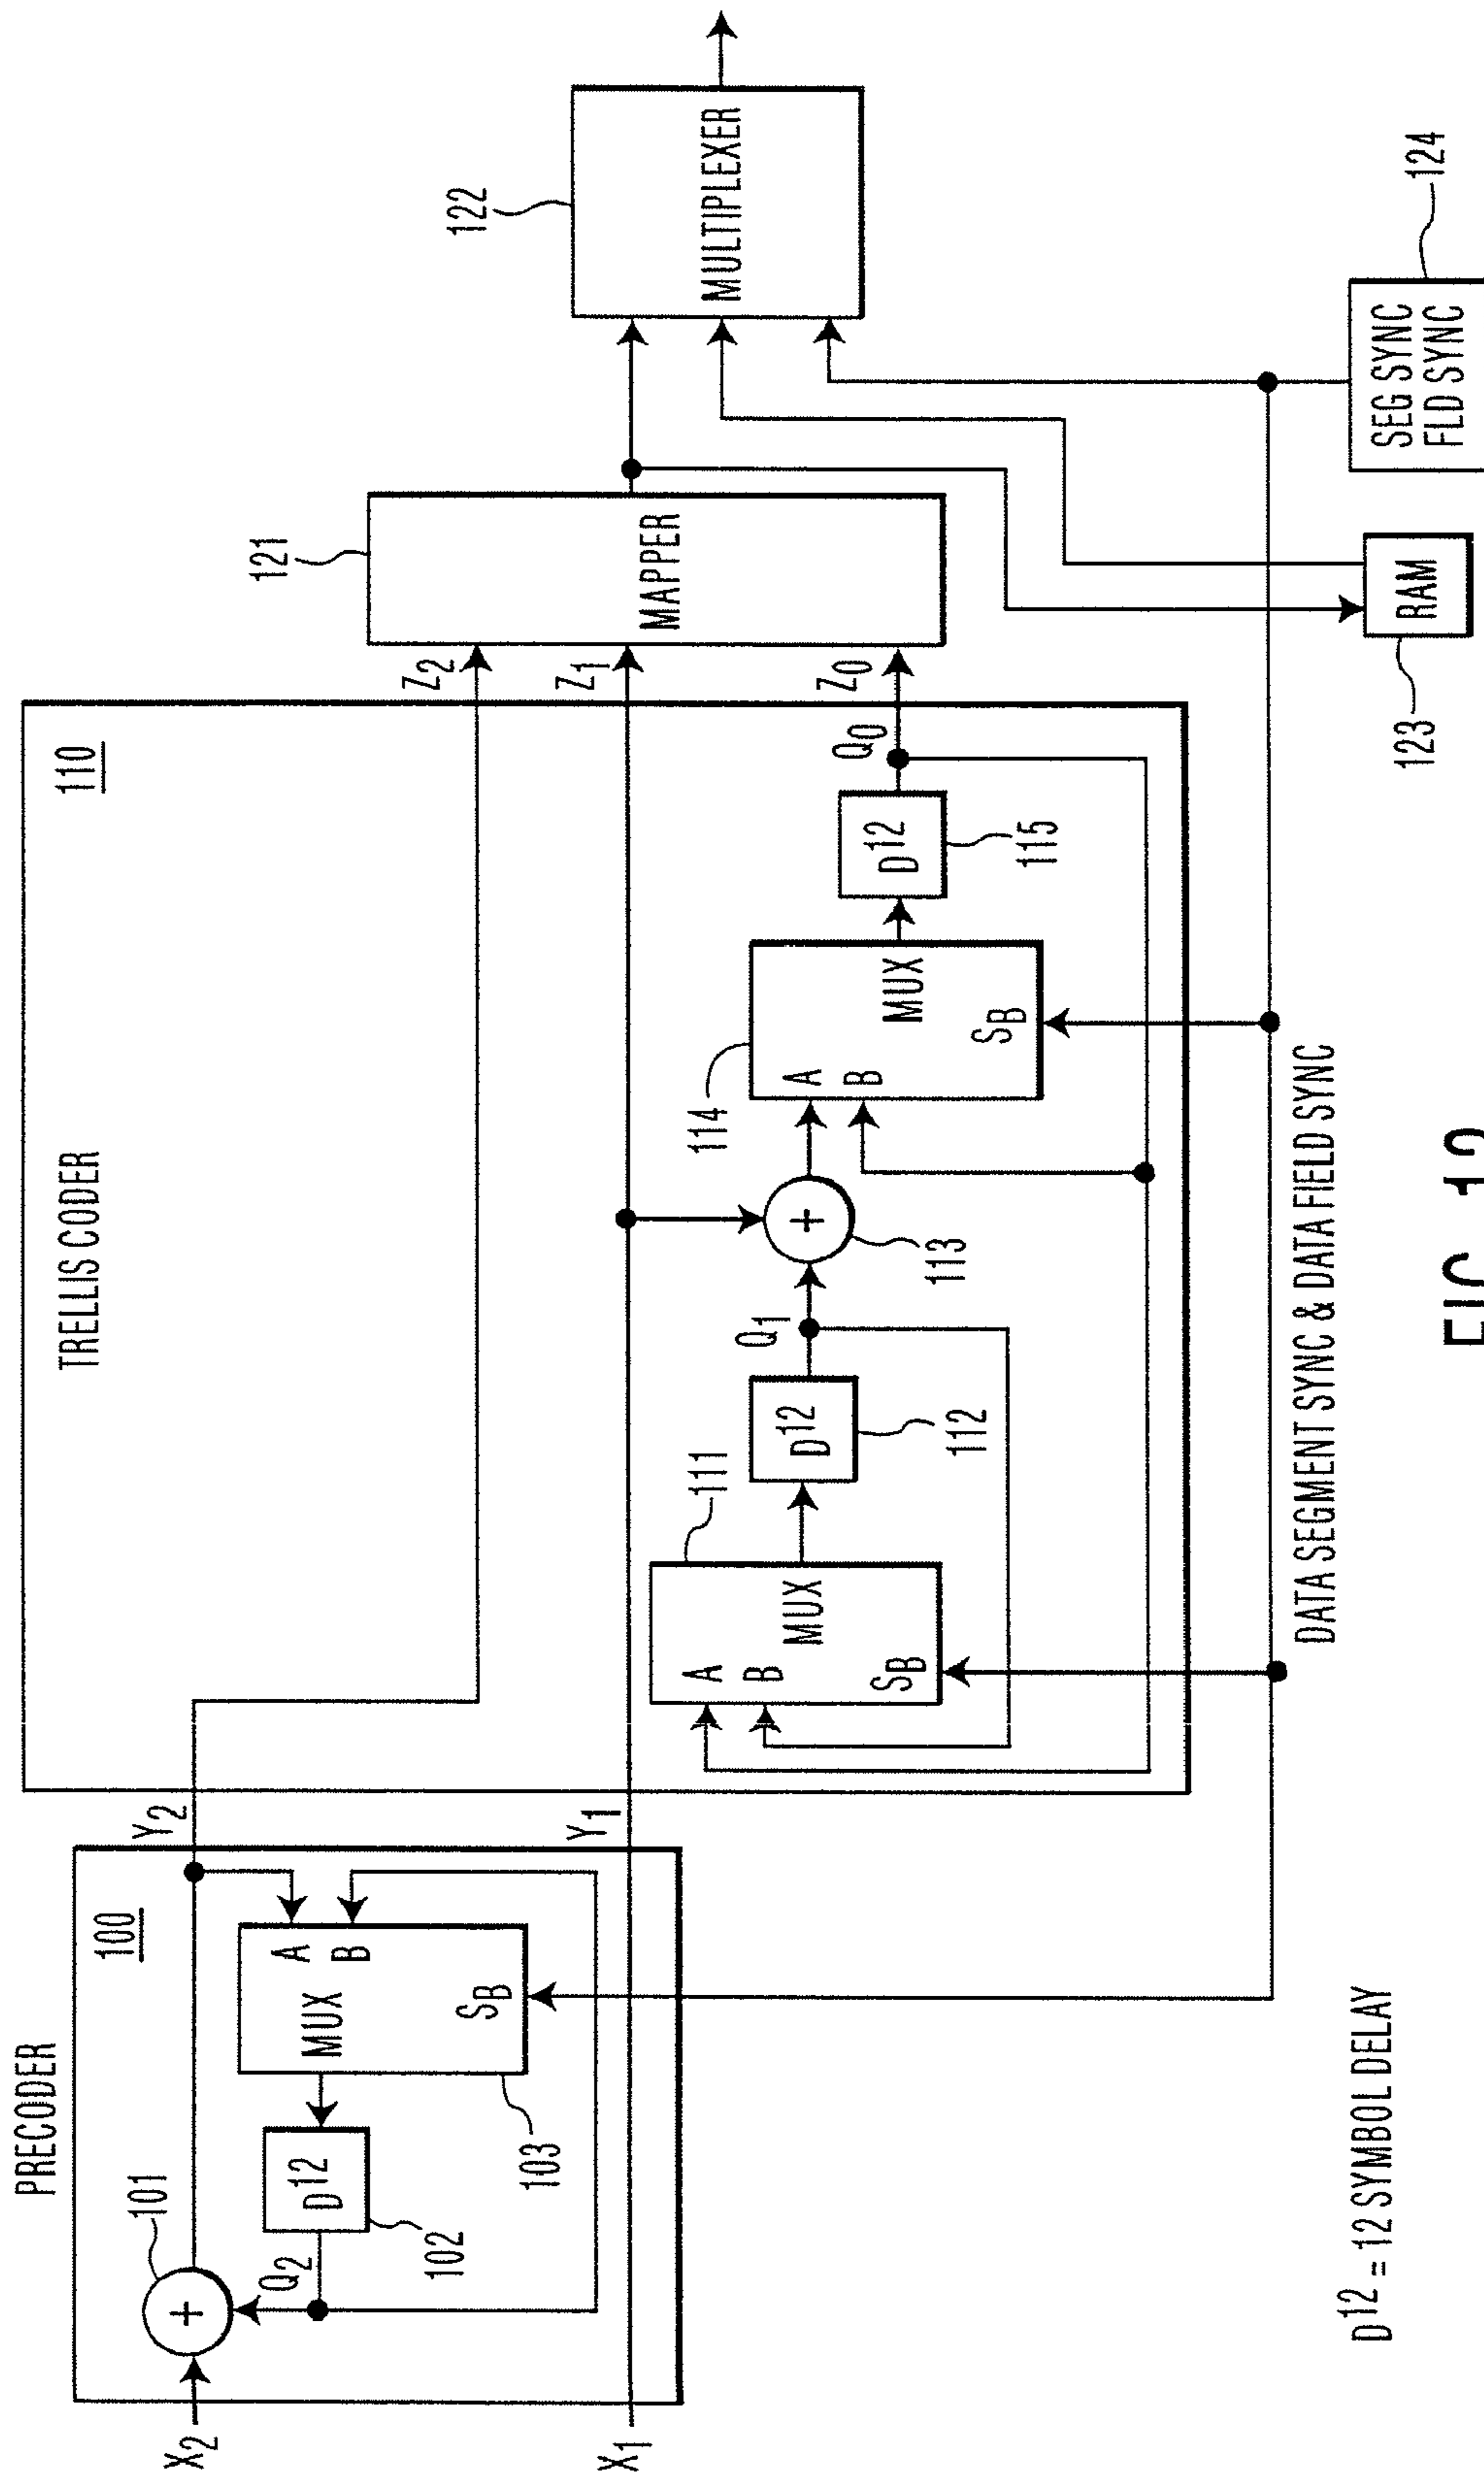 PRECODER
TRELLIS CODER
100
110
101
X2
Y2
Z2
Q2
D12
102
MUX
A
B
SB
103
X1
Y1
Z1
111
A
B
MUX
SB
D12
112
Q1
+
113
114
A
B
MUX
SB
D12
115
Q0
Z0
+
121
MAPPER
122
MULTIPLEXER
RAM
123
SEG SYNC
FLD SYNC
124
DATA SEGMENT SYNC & DATA FIELD SYNC
D12 = 12 SYMBOL DELAY